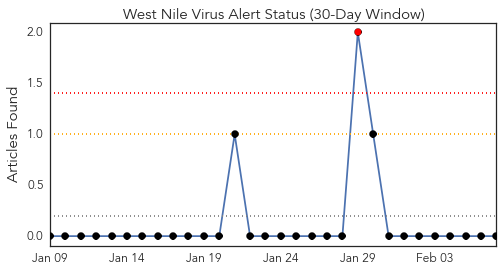 West Nile Virus Alert Status (30-Day Window)
Articles Found
2.0
1.5
1.0
0.5
0.0
Jan 09 Jan 14 Jan 19 Jan 24 Jan 29 Feb 03